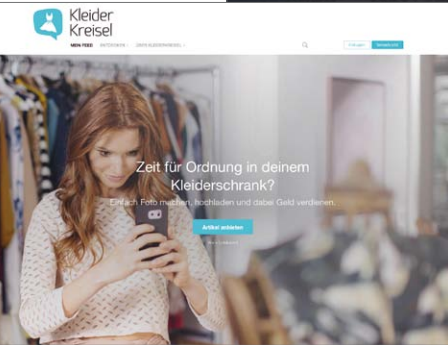 Kleider
Kreisel
MEIN FEED
Zeit für Ordnung in deinem
Kleiderschrank?
Einfach Foto machen, hochladen und dabei Geld verdienen.
Artikel anbieten